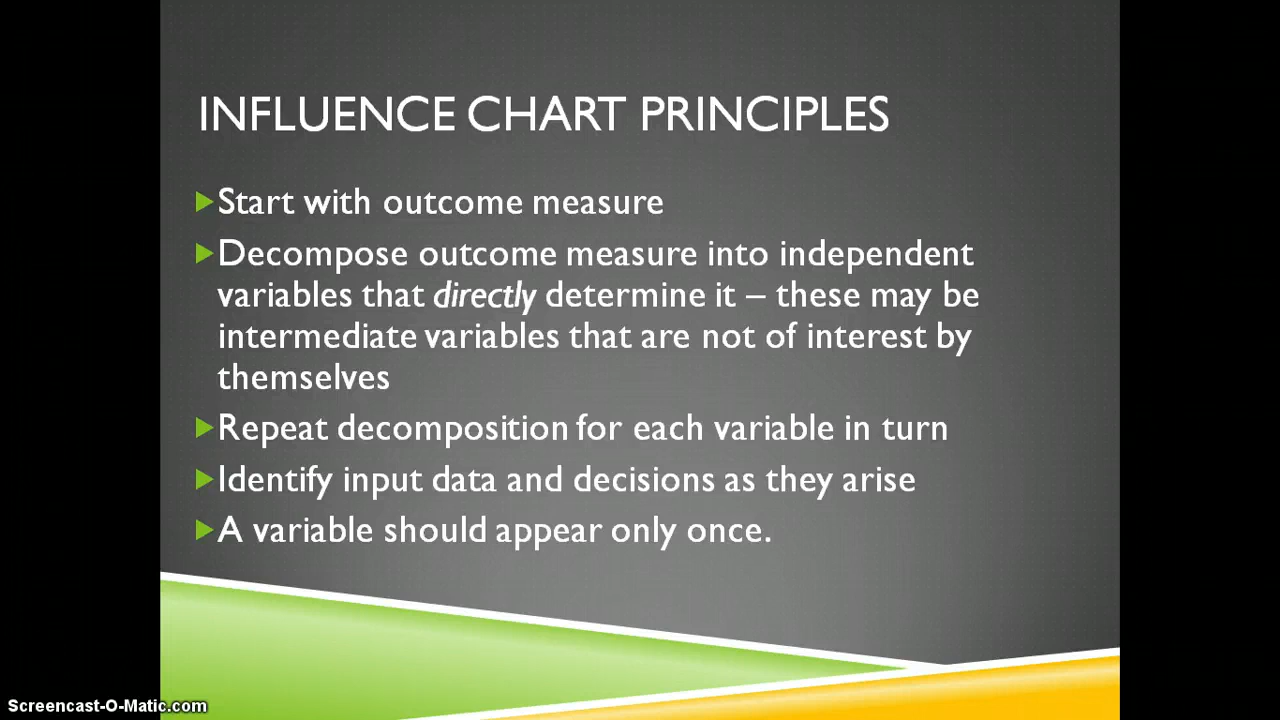 INFLUENCE CHART PRINCIPLES
Start with outcome measure
Decompose outcome measure into independent
variables that directly determine it – these may be
intermediate variables that are not of interest by
themselves
Repeat decomposition for each variable in turn
Identify input data and decisions as they arise
A variable should appear only once.
Screencast-O-Matic.com